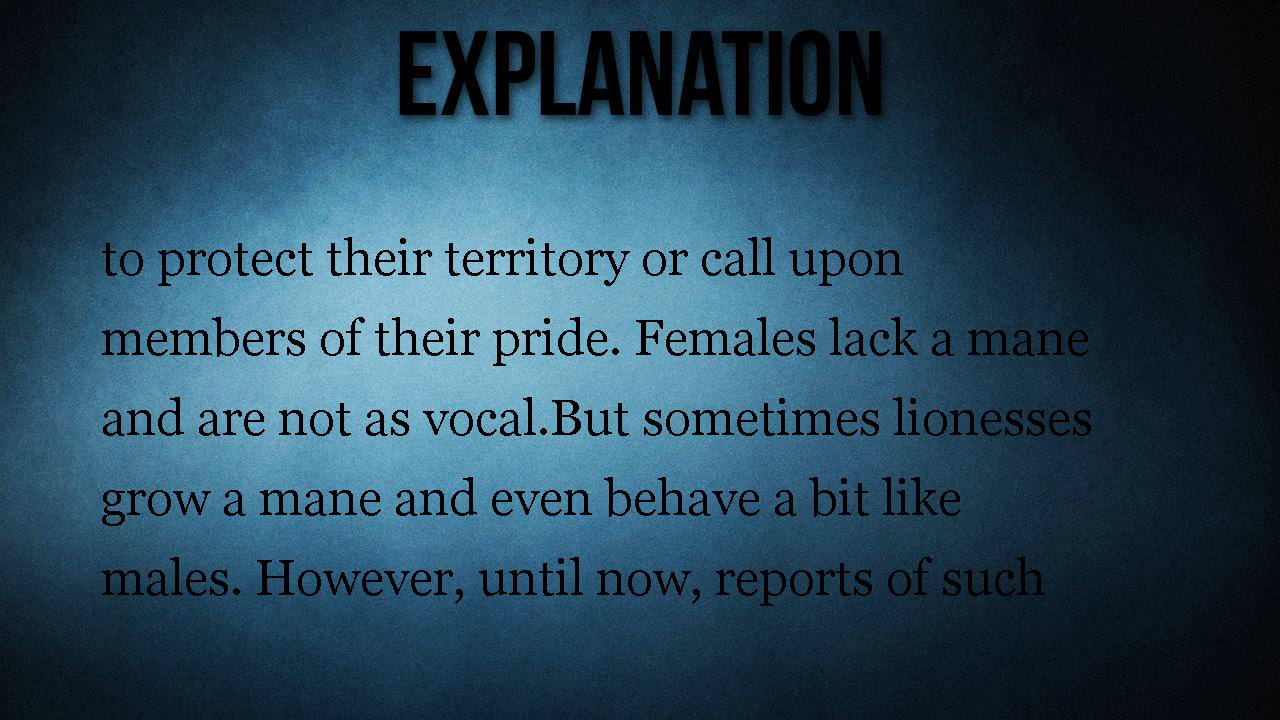 EXPLANATION
to protect their territory or call upon
members of their pride. Females lack a mane
and are not as vocal.But sometimes lionesses
grow a mane and even behave a bit like
males. However, until now, reports of such